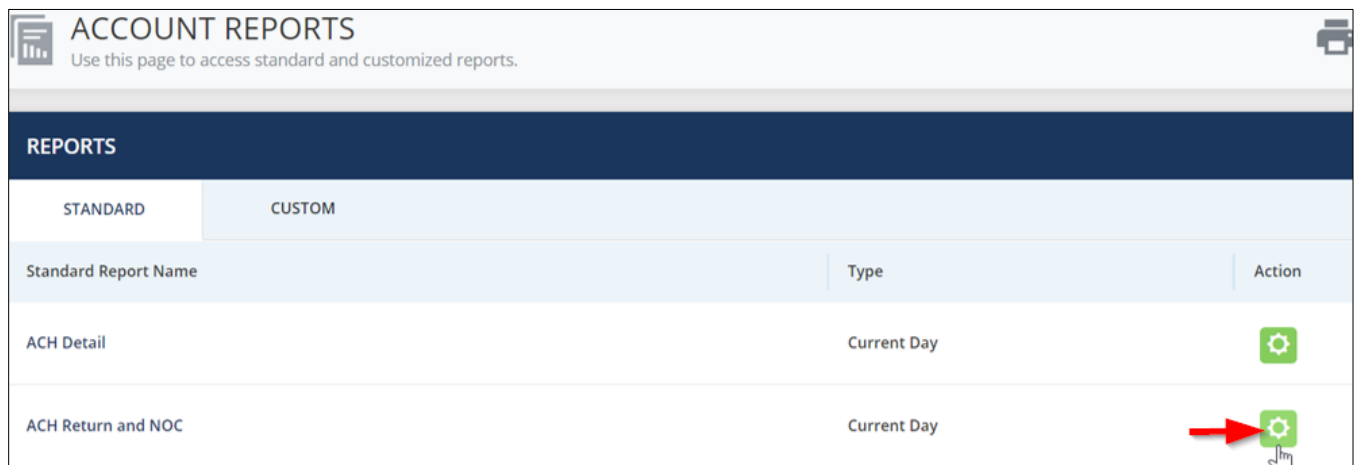 ACCOUNT REPORTS
Use this page to access standard and customized reports.
REPORTS
STANDARD CUSTOM
Standard Report Name Type Action
ACH Detail Current Day
ACH Return and NOC Current Day